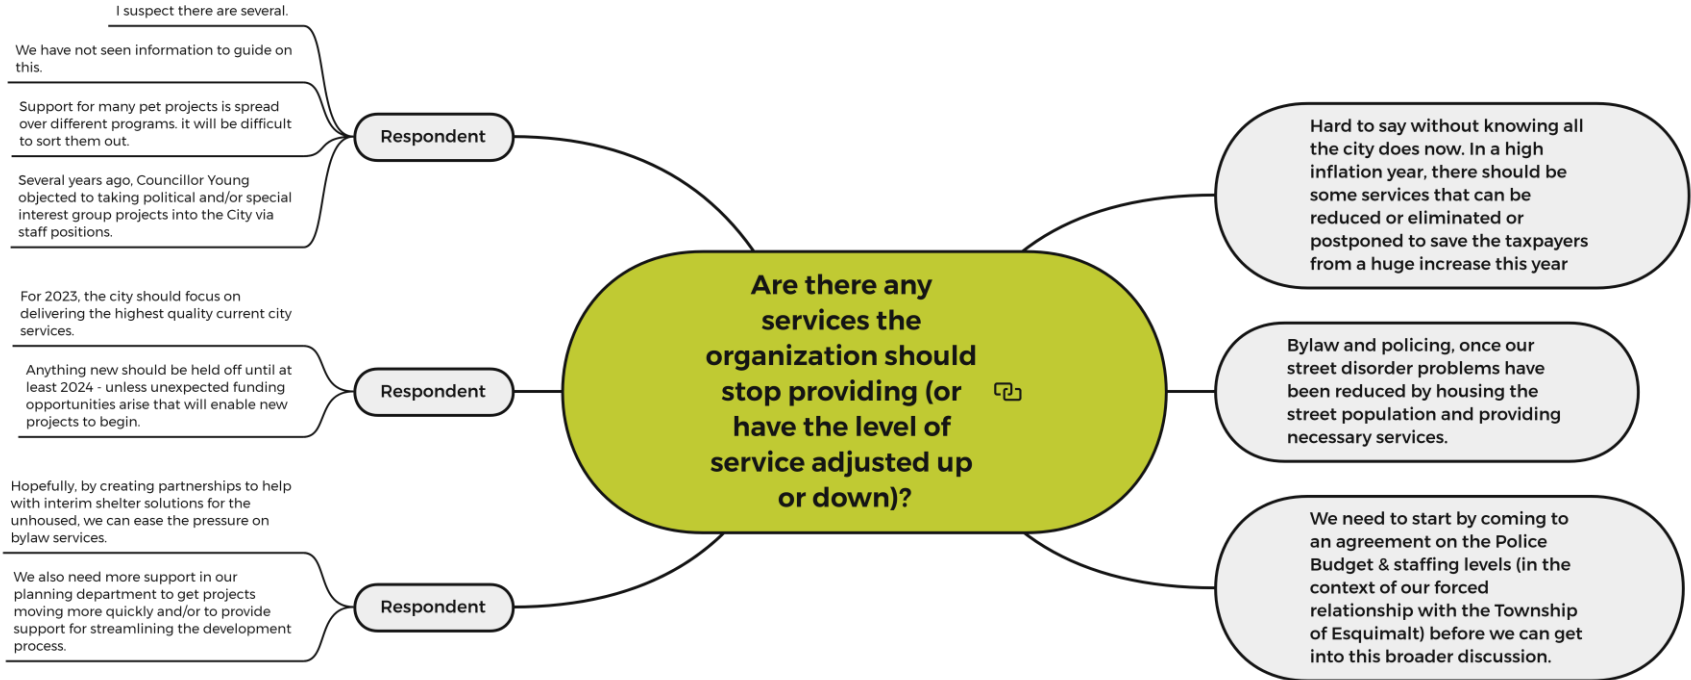 I suspect there are several.
We have not seen information to guide on
this.
Support for many pet projects is spread
over different programs. it will be difficult
to sort them out.
Several years ago, Councillor Young
objected to taking political and/or special
interest group projects into the City via
staff positions.
Respondent
For 2023, the city should focus on
delivering the highest quality current city
services.
Anything new should be held off until at
least 2024 - unless unexpected funding
opportunities arise that will enable new
projects to begin.
Respondent
Hopefully, by creating partnerships to help
with interim shelter solutions for the
unhoused, we can ease the pressure on
bylaw services.
We also need more support in our
planning department to get projects
moving more quickly and/or to provide
support for streamlining the development
process.
Respondent
Are there any
services the
organization should
stop providing (or
have the level of
service adjusted up
or down)?
Hard to say without knowing all
the city does now. In a high
inflation year, there should be
some services that can be
reduced or eliminated or
postponed to save the taxpayers
from a huge increase this year
Bylaw and policing, once our
street disorder problems have
been reduced by housing the
street population and providing
necessary services.
We need to start by coming to
an agreement on the Police
Budget & staffing levels (in the
context of our forced
relationship with the Township
of Esquimalt) before we can get
into this broader discussion.